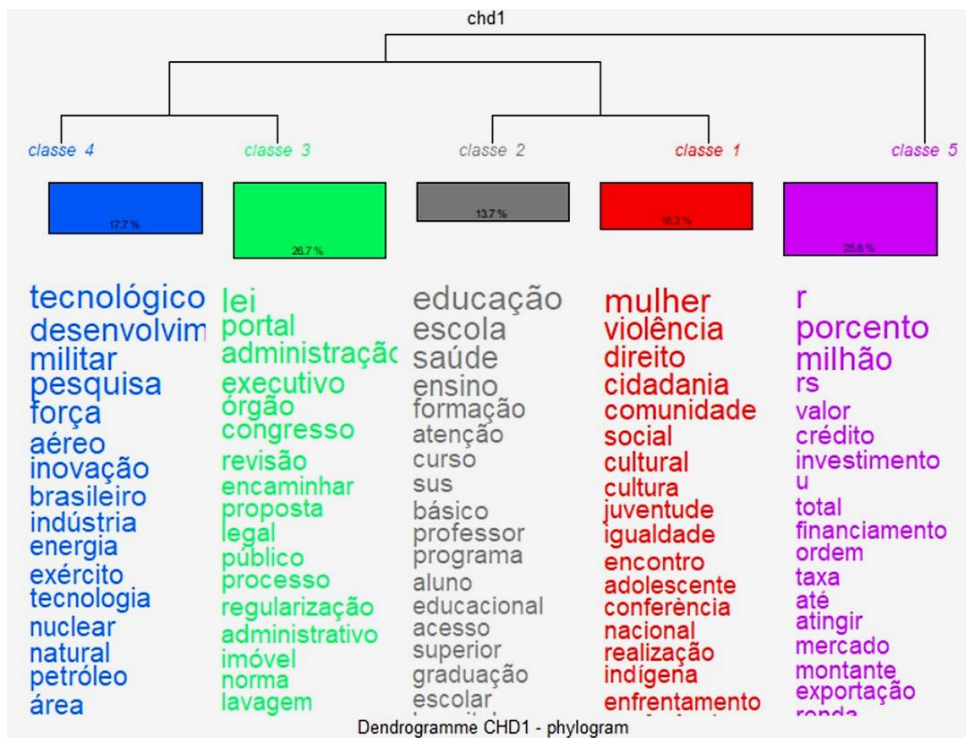 chd1
classe 4
classe 3
classe 2
classe 1
classe 5
17.7 %
26.7 %
13.7 %
16.2 %
25.6 %
tecnológico
desenvolvim
militar
pesquisa
força
aéreo
inovação
brasileiro
indústria
energia
exército
tecnologia
nuclear
natural
petróleo
área
lei
portal
administração
executivo
órgão
congresso
revisão
encaminhar
proposta
legal
público
processo
regularização
administrativo
imóvel
norma
lavagem
educação
escola
saúde
ensino
formação
atenção
curso
sus
básico
professor
programa
aluno
educacional
acesso
superior
graduação
escolar
mulher
violência
direito
cidadania
comunidade
social
cultural
cultura
juventude
igualdade
encontro
adolescente
conferència
nacional
realização
indígena
enfrentamento
r
porcento
milhão
rs
valor
crédito
investimento
u
total
financiamento
ordem
taxa
até
atingir
mercado
montante
exportação
renda
Dendrogramme CHD1 - phylogram